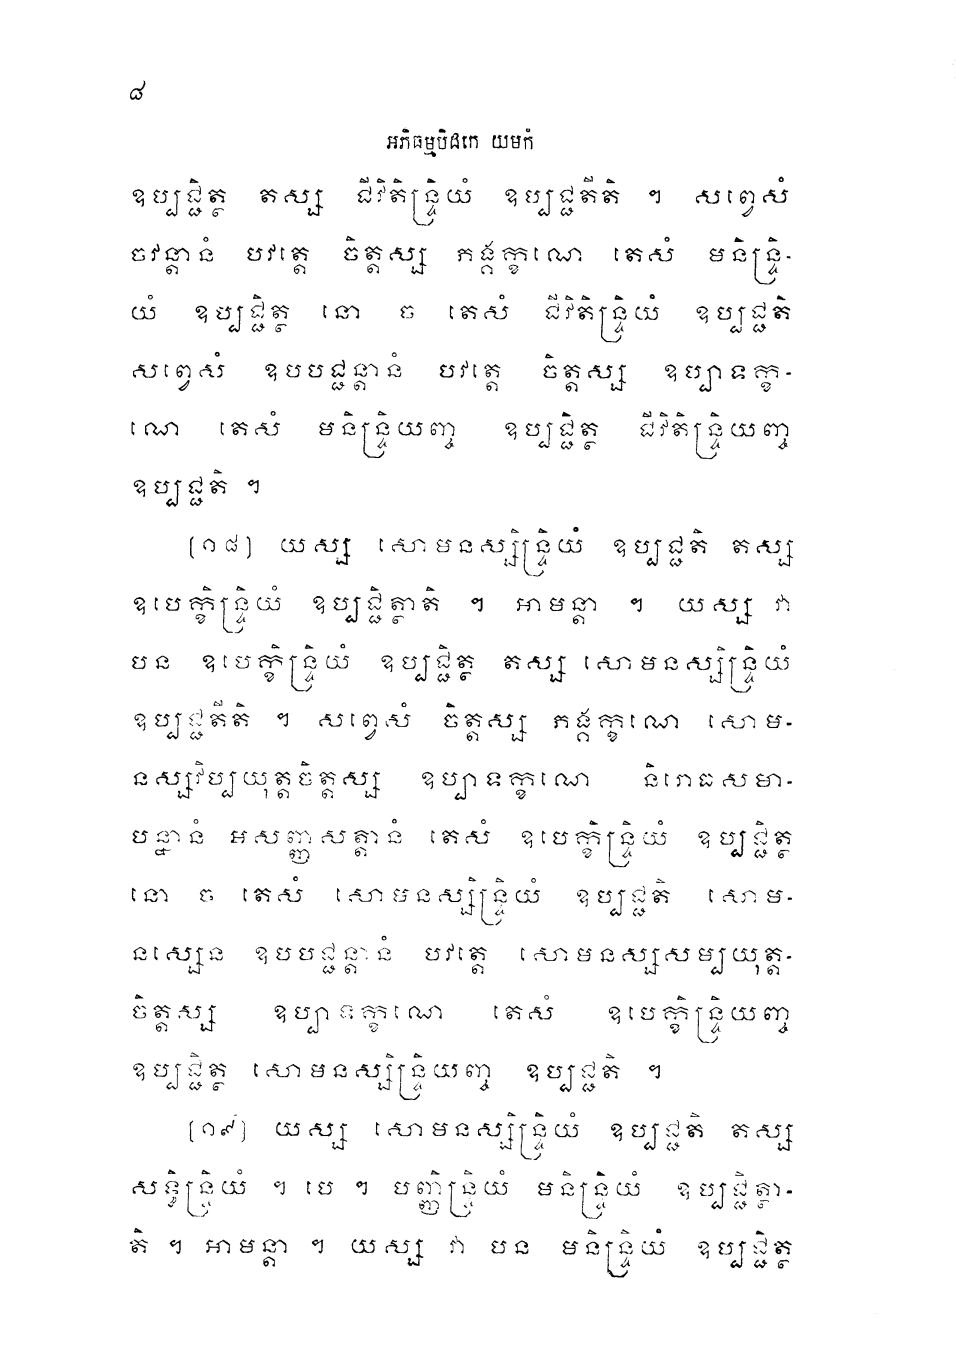 ៨
អភិធម្មបិដកេ យមកំ
ឧប្បជ្ជិត្ថ តស្ស ជីវិតិន្ទ្រិយំ ឧប្បជ្ជតីតិ ។ សព្វេសំ
ចវន្តានំ បវត្តេ ចិត្តស្ស ភង្គក្ខណេ តេសំ មនិន្ទ្រិ-
យំ ឧប្បជ្ជិត្ថ នោ ច តេសំ ជីវិតិន្ទ្រិយំ ឧប្បជ្ជតិ
សព្វេសំ ឧបបជ្ជន្តានំ បវត្តេ ចិត្តស្ស ឧប្បាទក្ខ-
ណេ តេសំ មនិន្ទ្រិយញ្ច ឧប្បជ្ជិត្ថ ជីវិតិន្ទ្រិយញ្ច
ឧប្បជ្ជតិ ។
[១៨] យស្ស សោមនស្សិន្ទ្រិយំ ឧប្បជ្ជតិ តស្ស
ឧបេក្ខិន្ទ្រិយំ ឧប្បជ្ជិត្ថាតិ ។ អាមន្តា ។ យស្ស វា
បន ឧបេក្ខិន្ទ្រិយំ ឧប្បជ្ជិត្ថ តស្ស សោមនស្សិន្ទ្រិយំ
ឧប្បជ្ជតីតិ ។ សព្វេសំ ចិត្តស្ស ភង្គក្ខណេ សោម-
នស្សវិប្បយុត្តចិត្តស្ស ឧប្បាទក្ខណេ និរោធសមា-
បន្នានំ អសញ្ញសត្តានំ តេសំ ឧបេក្ខិន្ទ្រិយំ ឧប្បជ្ជិត្ថ
នោ ច តេសំ សោមនស្សិន្ទ្រិយំ ឧប្បជ្ជតិ សោម-
នស្សេន ឧបបជ្ជន្តានំ បវត្តេ សោមនស្សសម្បយុត្ត-
ចិត្តស្ស ឧប្បាទក្ខណេ តេសំ ឧបេក្ខិន្ទ្រិយញ្ច
ឧប្បជ្ជិត្ថ សោមនស្សិន្ទ្រិយញ្ច ឧប្បជ្ជតិ ។
[១៩] យស្ស សោមនស្សិន្ទ្រិយំ ឧប្បជ្ជតិ តស្ស
សទ្ធិន្ទ្រិយំ ។ បេ ។ បញ្ញិន្ទ្រិយំ មនិន្ទ្រិយំ ឧប្បជ្ជិត្ថា-
តិ ។ អាមន្តា ។ យស្ស វា បន មនិន្ទ្រិយំ ឧប្បជ្ជិត្ថ